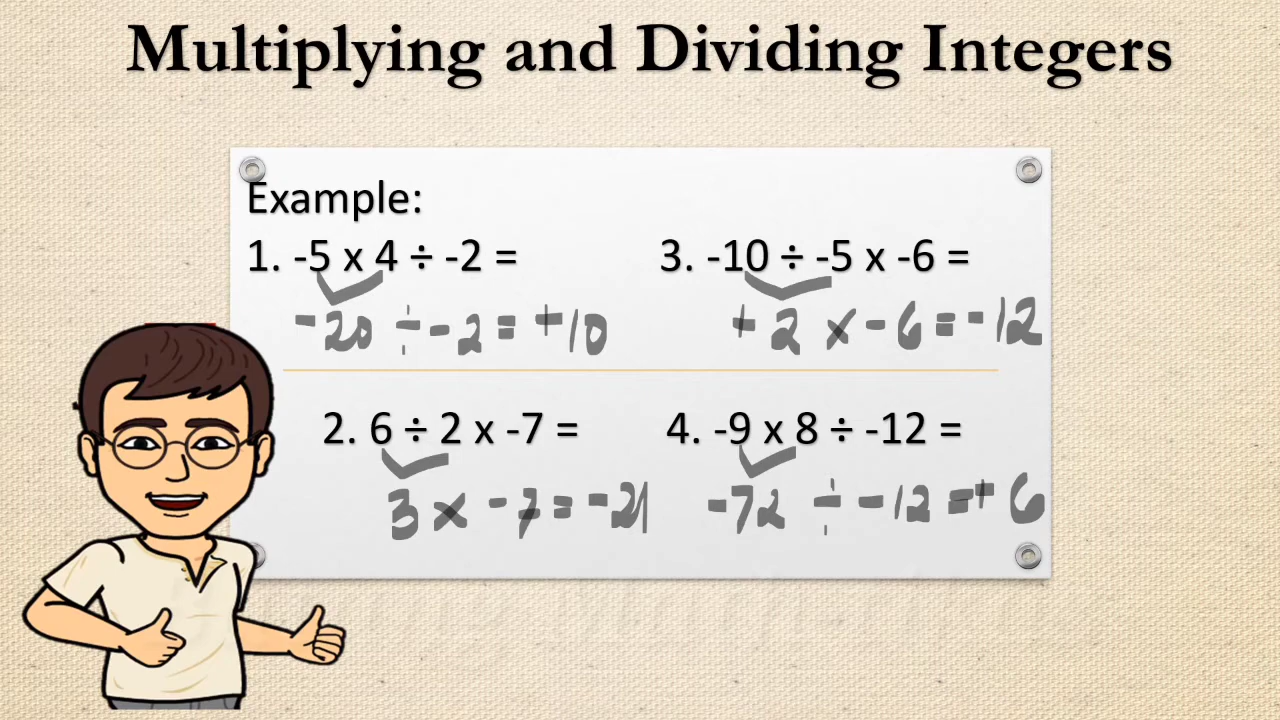 Multiplying and Dividing Integers
Example:
1. -5 x 4 ÷ -2 =
-20 ÷ -2 = +10
3. -10 ÷ -5 x -6 =
+2 x -6 = -12
2. 6 ÷ 2 x -7 =
3 x -7 = -21
4. -9 x 8 ÷ -12 =
-72 ÷ -12 = + 6